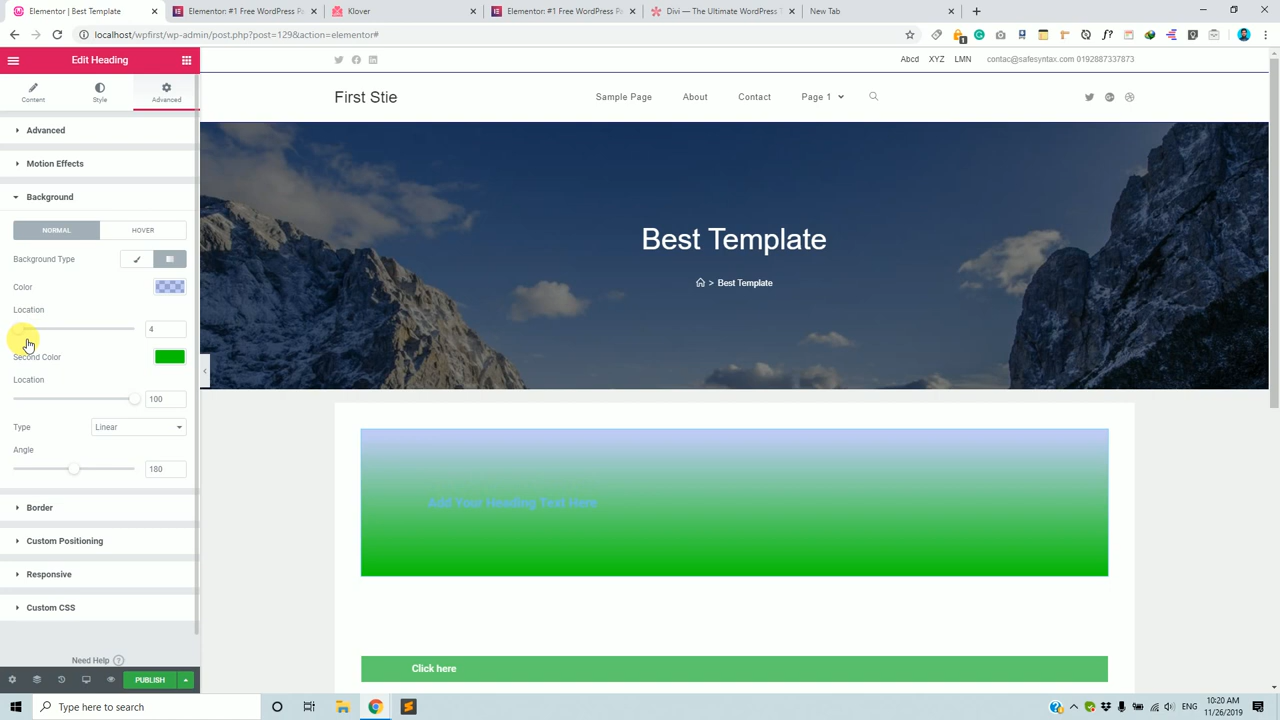 Elementor Template
Elementor: #1 Free WordPress P
Klover
Elementor: #1 Free WordPress P
Divi — The Ultimate WordPress T
New Tab
localhost/wpfirst/wp-admin/post.php?post=129&action=elementor#
Edit Heading
Content
Style
Advanced
Advanced
Motion Effects
Background
NORMAL
HOVER
Background Type
Color
Location
4
Second Color
Location
100
Type
Linear
Angle
180
Border
Custom Positioning
Responsive
Custom CSS
Need Help
PUBLISH
Abcd XYZ LMN contac@safesyntax.com 0192887337873
First Stie
Sample Page About Contact Page 1
Best Template
> Best Template
Add Your Heading Text Here
Click here
Type here to search
ENG
10:20 AM
11/26/2019